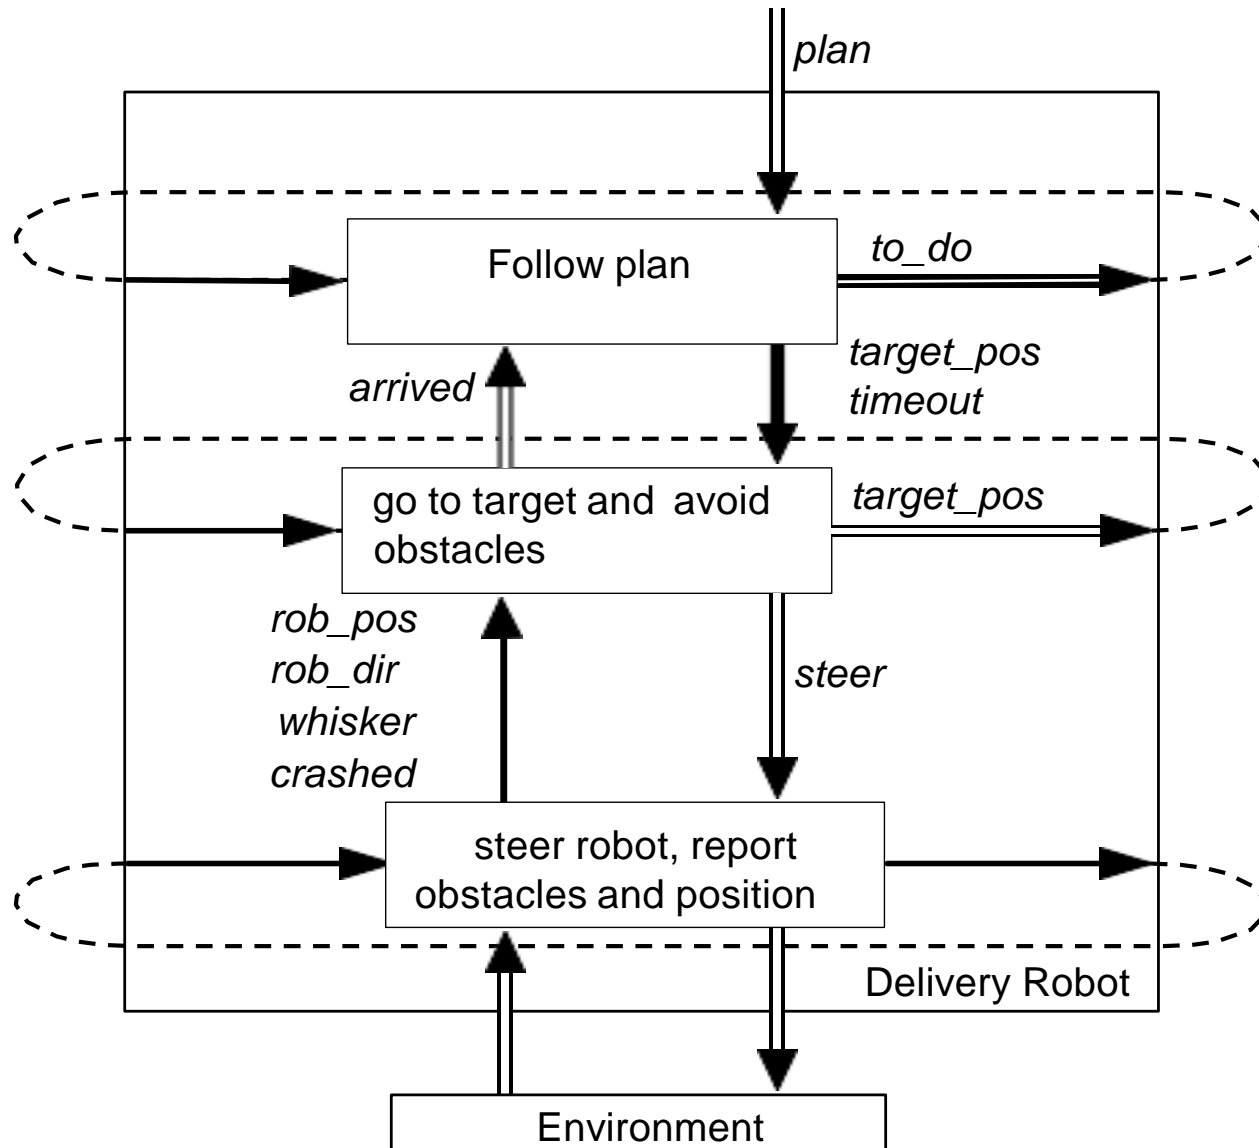 plan
Follow plan
to_do
arrived
target_pos
timeout
go to target and avoid
obstacles
target_pos
rob_pos
rob_dir
whisker
crashed
steer
steer robot, report
obstacles and position
Delivery Robot
Environment